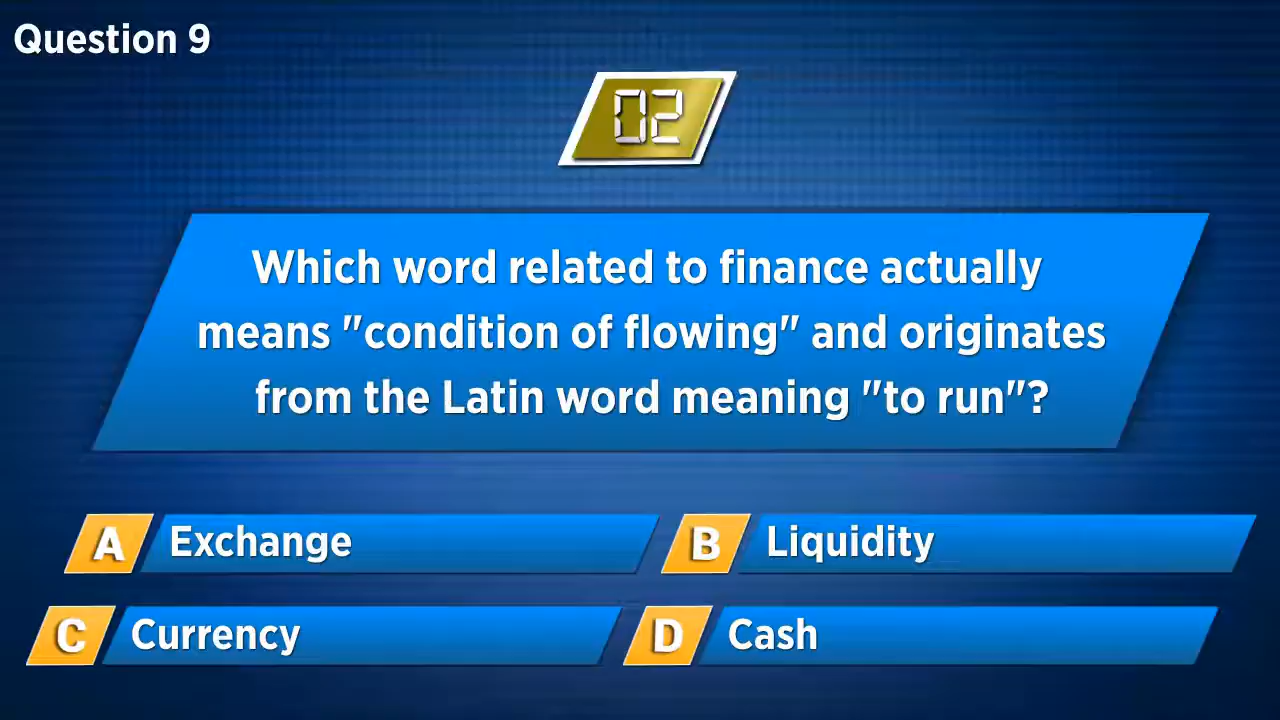 Question 9
02
Which word related to finance actually
means "condition of flowing" and originates
from the Latin word meaning "to run"?
A Exchange
B Liquidity
C Currency
D Cash